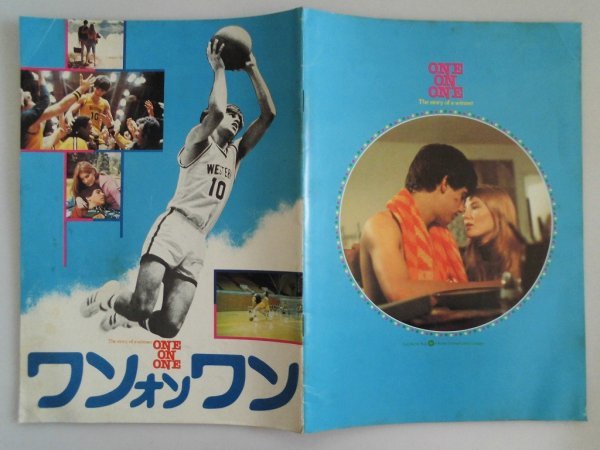 WESTERN
10
10
The story of a winner
ONE
ON
ONE
ワンオンワン
ONE
ON
ONE
The story of a winner